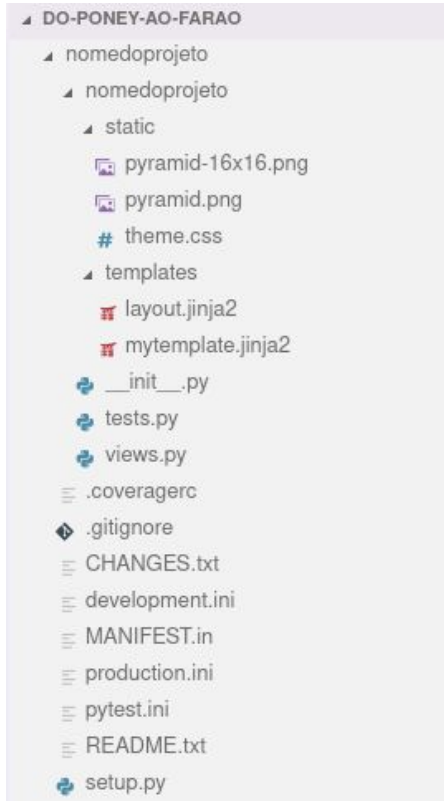 DO-PONEY-AO-FARAO
nomedoprojeto
nomedoprojeto
static
pyramid-16x16.png
pyramid.png
theme.css
templates
layout.jinja2
mytemplate.jinja2
__init__.py
tests.py
views.py
.coveragerc
.gitignore
CHANGES.txt
development.ini
MANIFEST.in
production.ini
pytest.ini
README.txt
setup.py